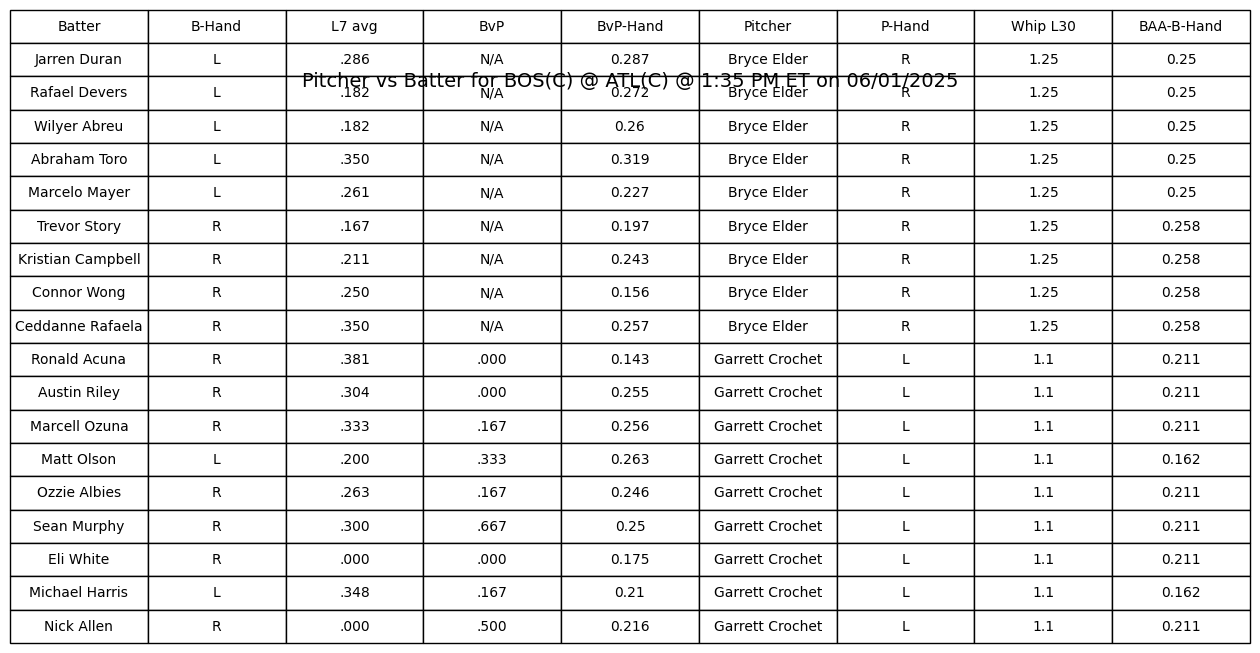 Batter B-Hand L7 avg BvP BvP-Hand Pitcher P-Hand Whip L30 BAA-B-Hand
Jarren Duran L .286 N/A 0.287 Bryce Elder R 1.25 0.25
Pitcher vs Batter for BOS(C) @ ATL(C) @ 1:35 PM ET on 06/01/2025
Rafael Devers L .182 N/A 0.272 Bryce Elder R 1.25 0.25
Wilyer Abreu L .182 N/A 0.26 Bryce Elder R 1.25 0.25
Abraham Toro L .350 N/A 0.319 Bryce Elder R 1.25 0.25
Marcelo Mayer L .261 N/A 0.227 Bryce Elder R 1.25 0.25
Trevor Story R .167 N/A 0.197 Bryce Elder R 1.25 0.258
Kristian Campbell R .211 N/A 0.243 Bryce Elder R 1.25 0.258
Connor Wong R .250 N/A 0.156 Bryce Elder R 1.25 0.258
Ceddanne Rafaela R .350 N/A 0.257 Bryce Elder R 1.25 0.258
Ronald Acuna R .381 .000 0.143 Garrett Crochet L 1.1 0.211
Austin Riley R .304 .000 0.255 Garrett Crochet L 1.1 0.211
Marcell Ozuna R .333 .167 0.256 Garrett Crochet L 1.1 0.211
Matt Olson L .200 .333 0.263 Garrett Crochet L 1.1 0.162
Ozzie Albies R .263 .167 0.246 Garrett Crochet L 1.1 0.211
Sean Murphy R .300 .667 0.25 Garrett Crochet L 1.1 0.211
Eli White R .000 .000 0.175 Garrett Crochet L 1.1 0.211
Michael Harris L .348 .167 0.21 Garrett Crochet L 1.1 0.162
Nick Allen R .000 .500 0.216 Garrett Crochet L 1.1 0.211